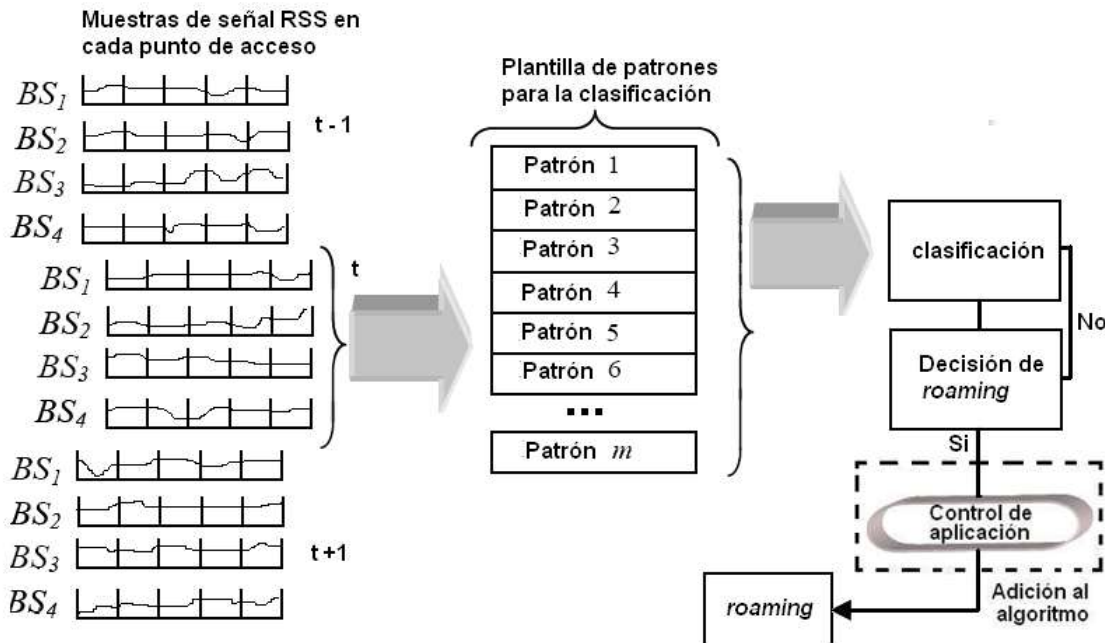 Muestras de señal RSS en
cada punto de acceso
BS1
BS2
t - 1
BS3
BS4
BS1
t
BS2
BS3
BS4
BS1
BS2
BS3
t +1
BS4
Plantilla de patrones
para la clasificación
Patrón 1
Patrón 2
Patrón 3
Patrón 4
Patrón 5
Patrón 6
...
Patrón m
clasificación
No
Decisión de
roaming
Si
Control de
aplicación
Adición al
algoritmo
roaming